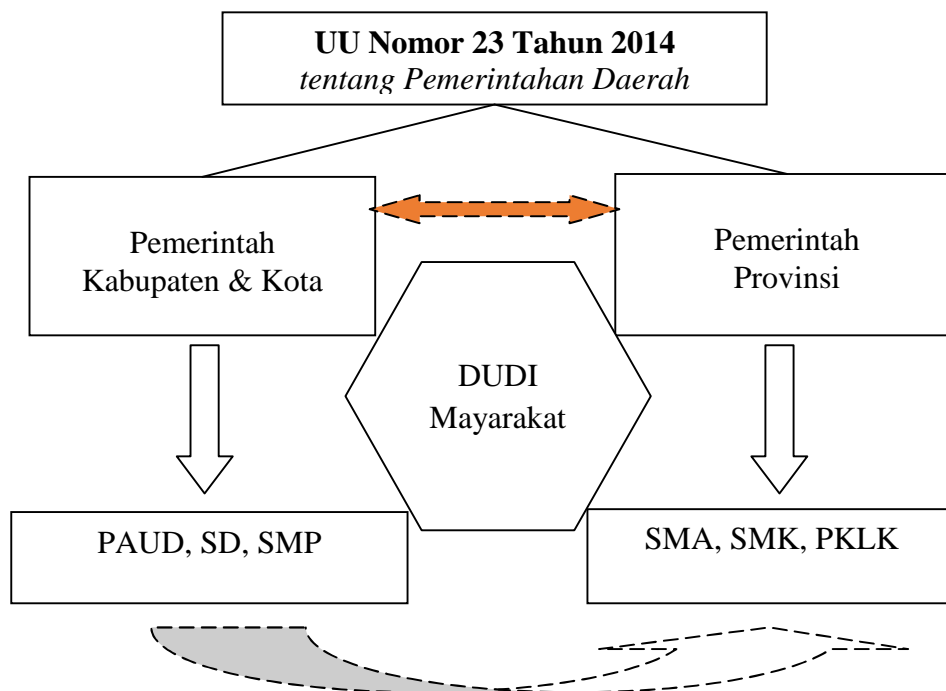 UU Nomor 23 Tahun 2014
tentang Pemerintahan Daerah
Pemerintah
Kabupaten & Kota
Pemerintah
Provinsi
DUDI
Mayarakat
PAUD, SD, SMP
SMA, SMK, PKLK